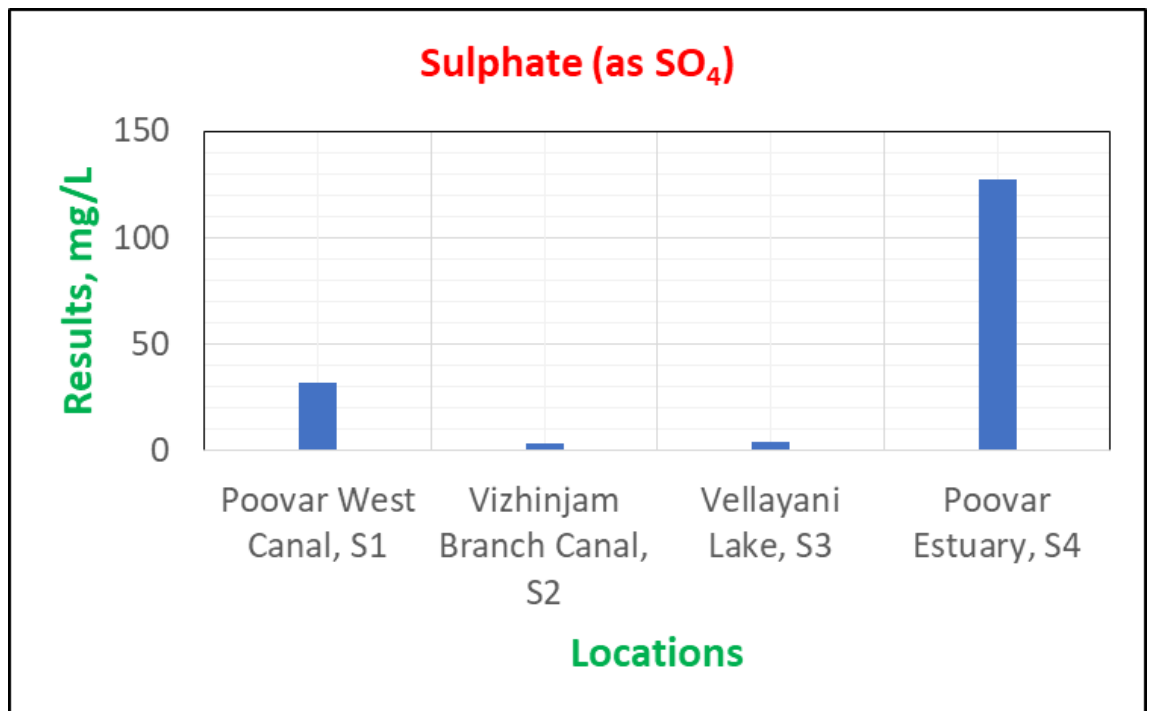 Sulphate (as SO₄)
Results, mg/L
150
100
50
0
Poovar West
Canal, S1
Vizhinjam
Branch Canal,
S2
Vellayani
Lake, S3
Poovar
Estuary, S4
Locations